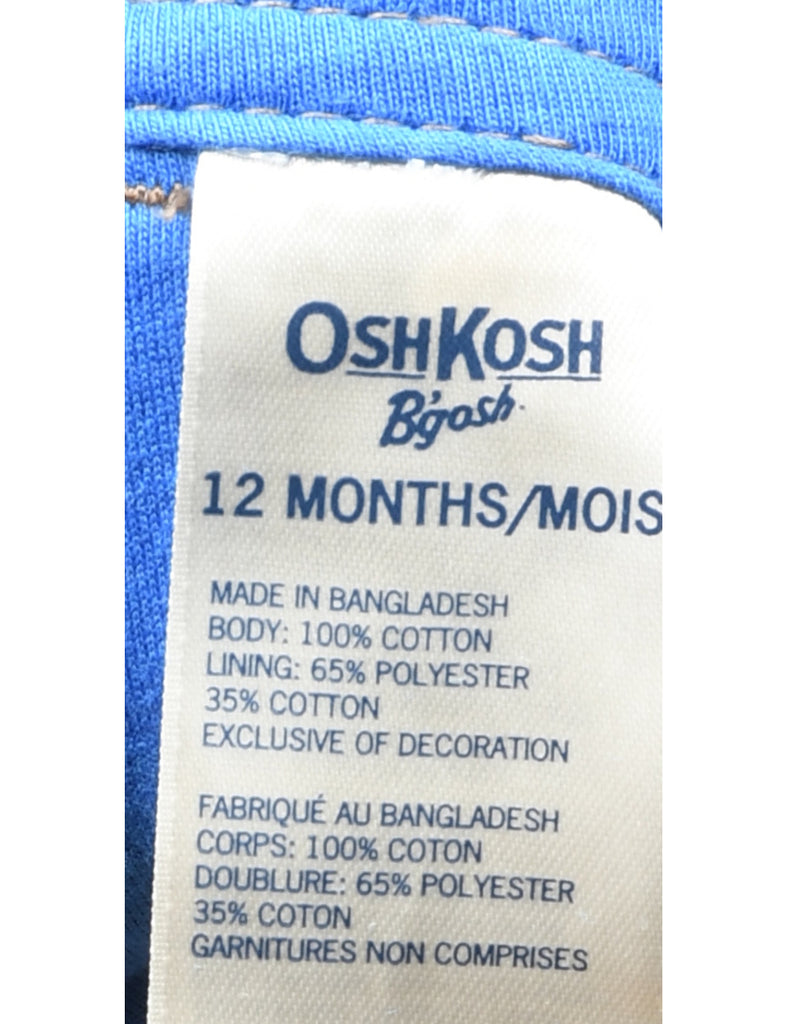 OSHKOSH
B'gosh.
12 MONTHS/MOIS
MADE IN BANGLADESH
BODY: 100% COTTON
LINING: 65% POLYESTER
35% COTTON
EXCLUSIVE OF DECORATION
FABRIQUÉ AU BANGLADESH
CORPS: 100% COTON
DOUBLURE: 65% POLYESTER
35% COTON
GARNITURES NON COMPRISES